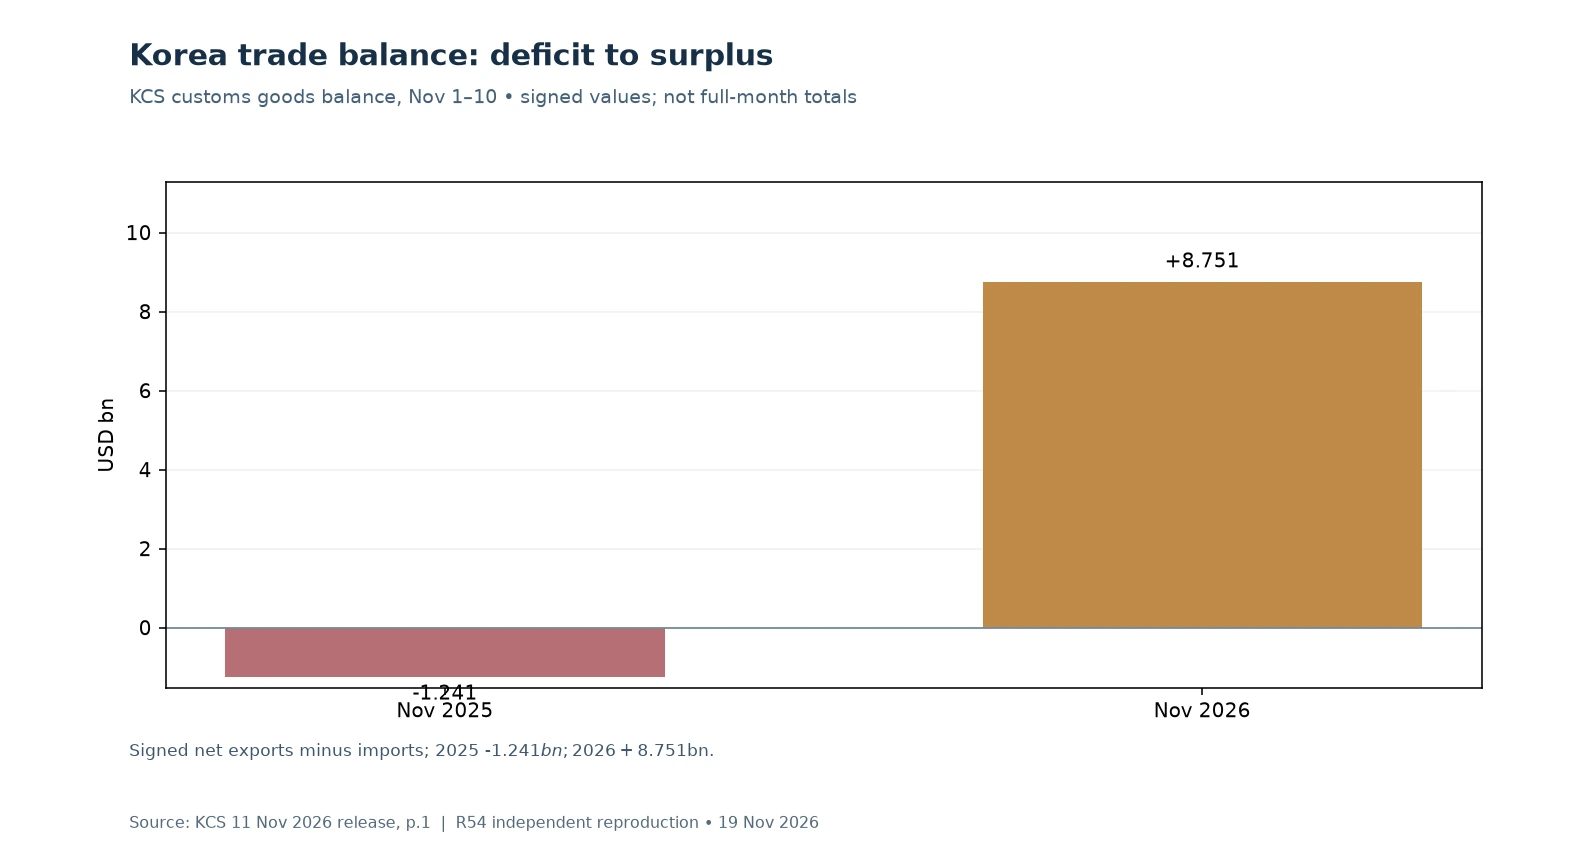 Korea trade balance: deficit to surplus
KCS customs goods balance, Nov 1–10 • signed values; not full-month totals
USD bn
10
8
6
4
2
0
+8.751
-1.241
Nov 2025
Nov 2026
Signed net exports minus imports; 2025 -1.241bn; 2026 + 8.751bn.
Source: KCS 11 Nov 2026 release, p.1 | R54 independent reproduction • 19 Nov 2026